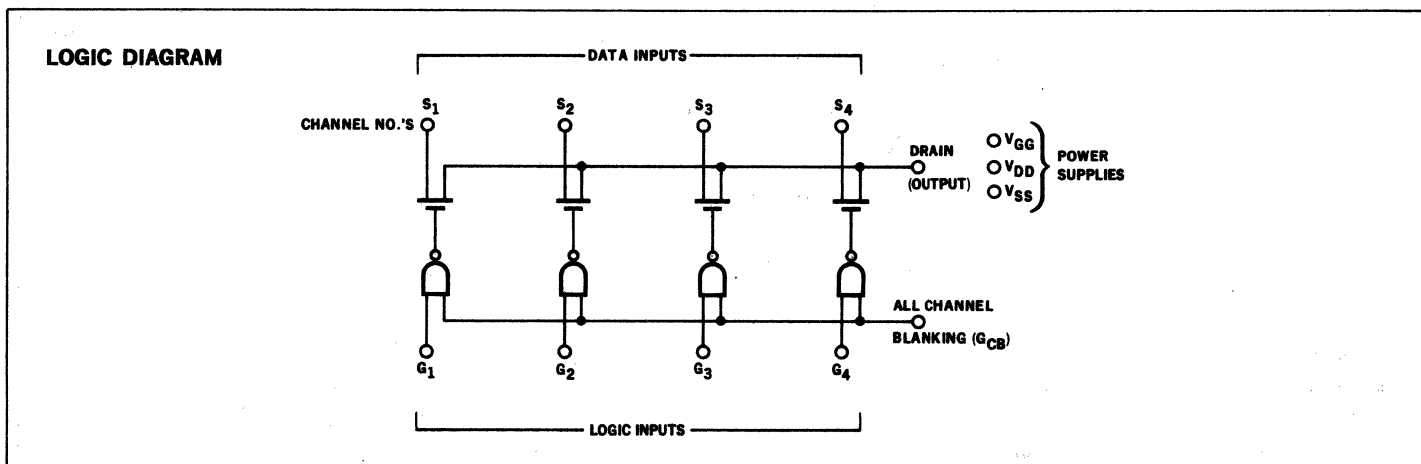 LOGIC DIAGRAM
DATA INPUTS
CHANNEL NO.'S
S1
S2
S3
S4
DRAIN
(OUTPUT)
VGG
VDD
VSS
POWER
SUPPLIES
ALL CHANNEL
BLANKING (GCB)
G1
G2
G3
G4
LOGIC INPUTS